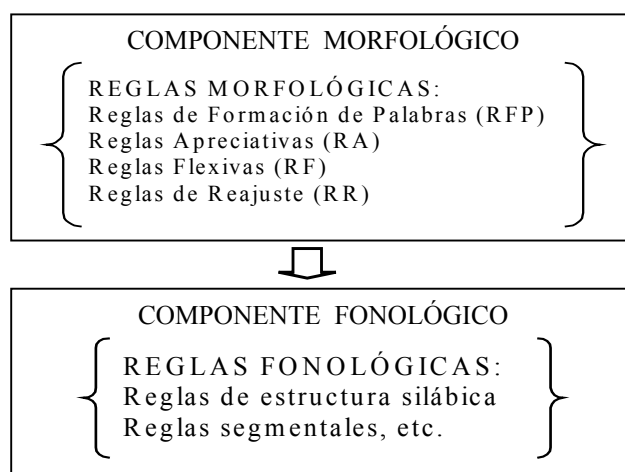 COMPONENTE MORFOLÓGICO
REGLAS MORFOLÓGICAS:
Reglas de Formación de Palabras (RFP)
Reglas Apreciativas (RA)
Reglas Flexivas (RF)
Reglas de Reajuste (RR)
COMPONENTE FONOLÓGICO
REGLAS FONOLÓGICAS:
Reglas de estructura silábica
Reglas segmentales, etc.